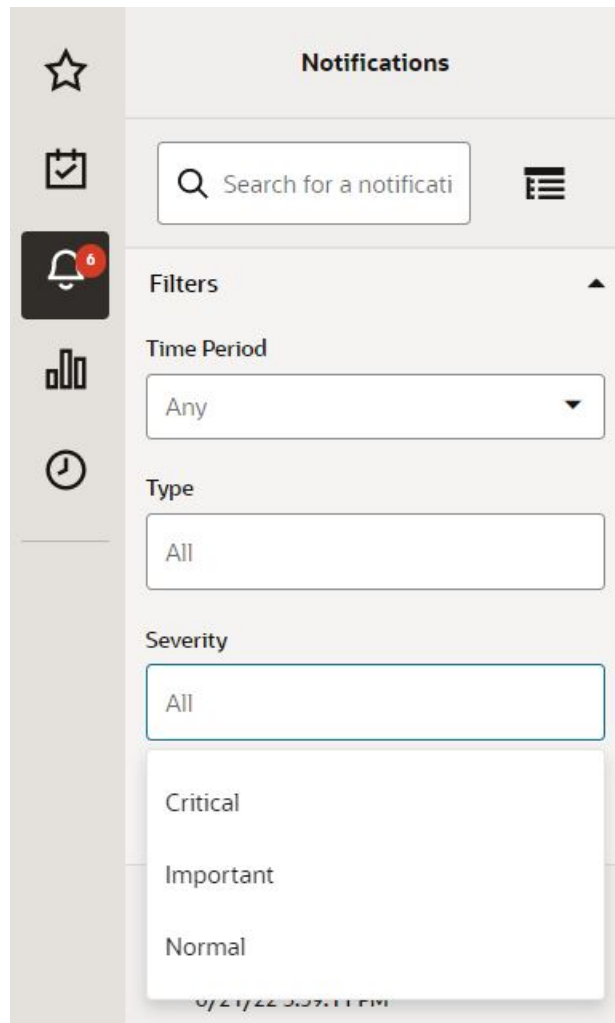 Notifications
Search for a notificati
6
Filters
Time Period
Any
Type
All
Severity
All
Critical
Important
Normal